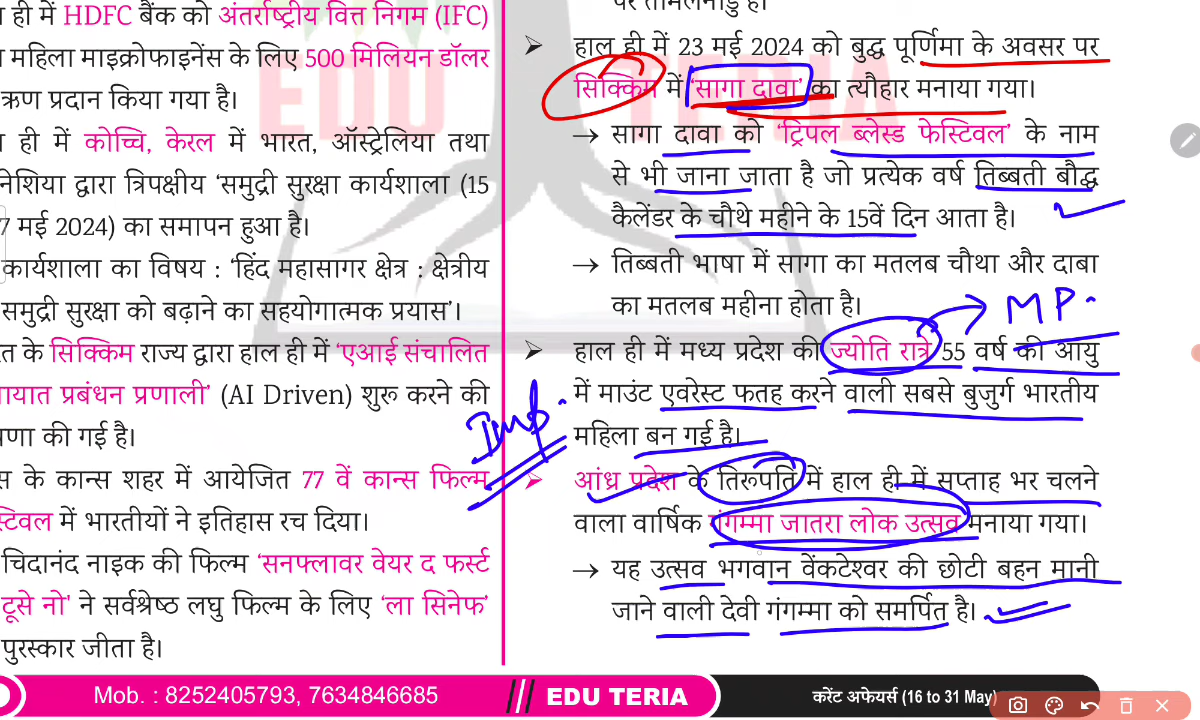 ही में HDFC बैंक को अंतर्राष्ट्रीय वित्त निगम (IFC)
महिला माइक्रोफाइनेंस के लिए 500 मिलियन डॉलर
ऋण प्रदान किया गया है।
ही में कोच्चि, केरल में भारत, ऑस्ट्रेलिया तथा
नेशिया द्वारा त्रिपक्षीय ‘समुद्री सुरक्षा कार्यशाला (15
7 मई 2024) का समापन हुआ है।
कार्यशाला का विषय : ‘हिंद महासागर क्षेत्र : क्षेत्रीय
समुद्री सुरक्षा को बढ़ाने का सहयोगात्मक प्रयास’।
त के सिक्किम राज्य द्वारा हाल ही में ‘एआई संचालित
ायात प्रबंधन प्रणाली’ (AI Driven) शुरू करने की
षणा की गई है।
स के कान्स शहर में आयेजित 77 वें कान्स फिल्म
स्टिवल में भारतीयों ने इतिहास रच दिया।
चिदानंद नाइक की फिल्म ‘सनफ्लावर वेयर द फर्स्ट
टूसे नो’ ने सर्वश्रेष्ठ लघु फिल्म के लिए ‘ला सिनेफ’
पुरस्कार जीता है।
पर तमिलनाडु है।
➢ हाल ही में 23 मई 2024 को बुद्ध पूर्णिमा के अवसर पर
सिक्किम में ‘सागा दावा’ का त्यौहार मनाया गया।
→ सागा दावा को ‘ट्रिपल ब्लेस्ड फेस्टिवल’ के नाम
से भी जाना जाता है जो प्रत्येक वर्ष तिब्बती बौद्ध
कैलेंडर के चौथे महीने के 15वें दिन आता है।
→ तिब्बती भाषा में सागा का मतलब चौथा और दाबा
का मतलब महीना होता है।
MP.
➢ हाल ही में मध्य प्रदेश की ज्योति रात्रे 55 वर्ष की आयु
में माउंट एवरेस्ट फतह करने वाली सबसे बुजुर्ग भारतीय
महिला बन गई है।
Imp.
➢ आंध्र प्रदेश के तिरूपति में हाल ही में सप्ताह भर चलने
वाला वार्षिक गंगम्मा जातरा लोक उत्सव मनाया गया।
→ यह उत्सव भगवान वेंकटेश्वर की छोटी बहन मानी
जाने वाली देवी गंगम्मा को समर्पित है।
EDU TERIA
Mob. : 8252405793, 7634846685
EDU TERIA
करेंट अफेयर्स (16 to 31 May)